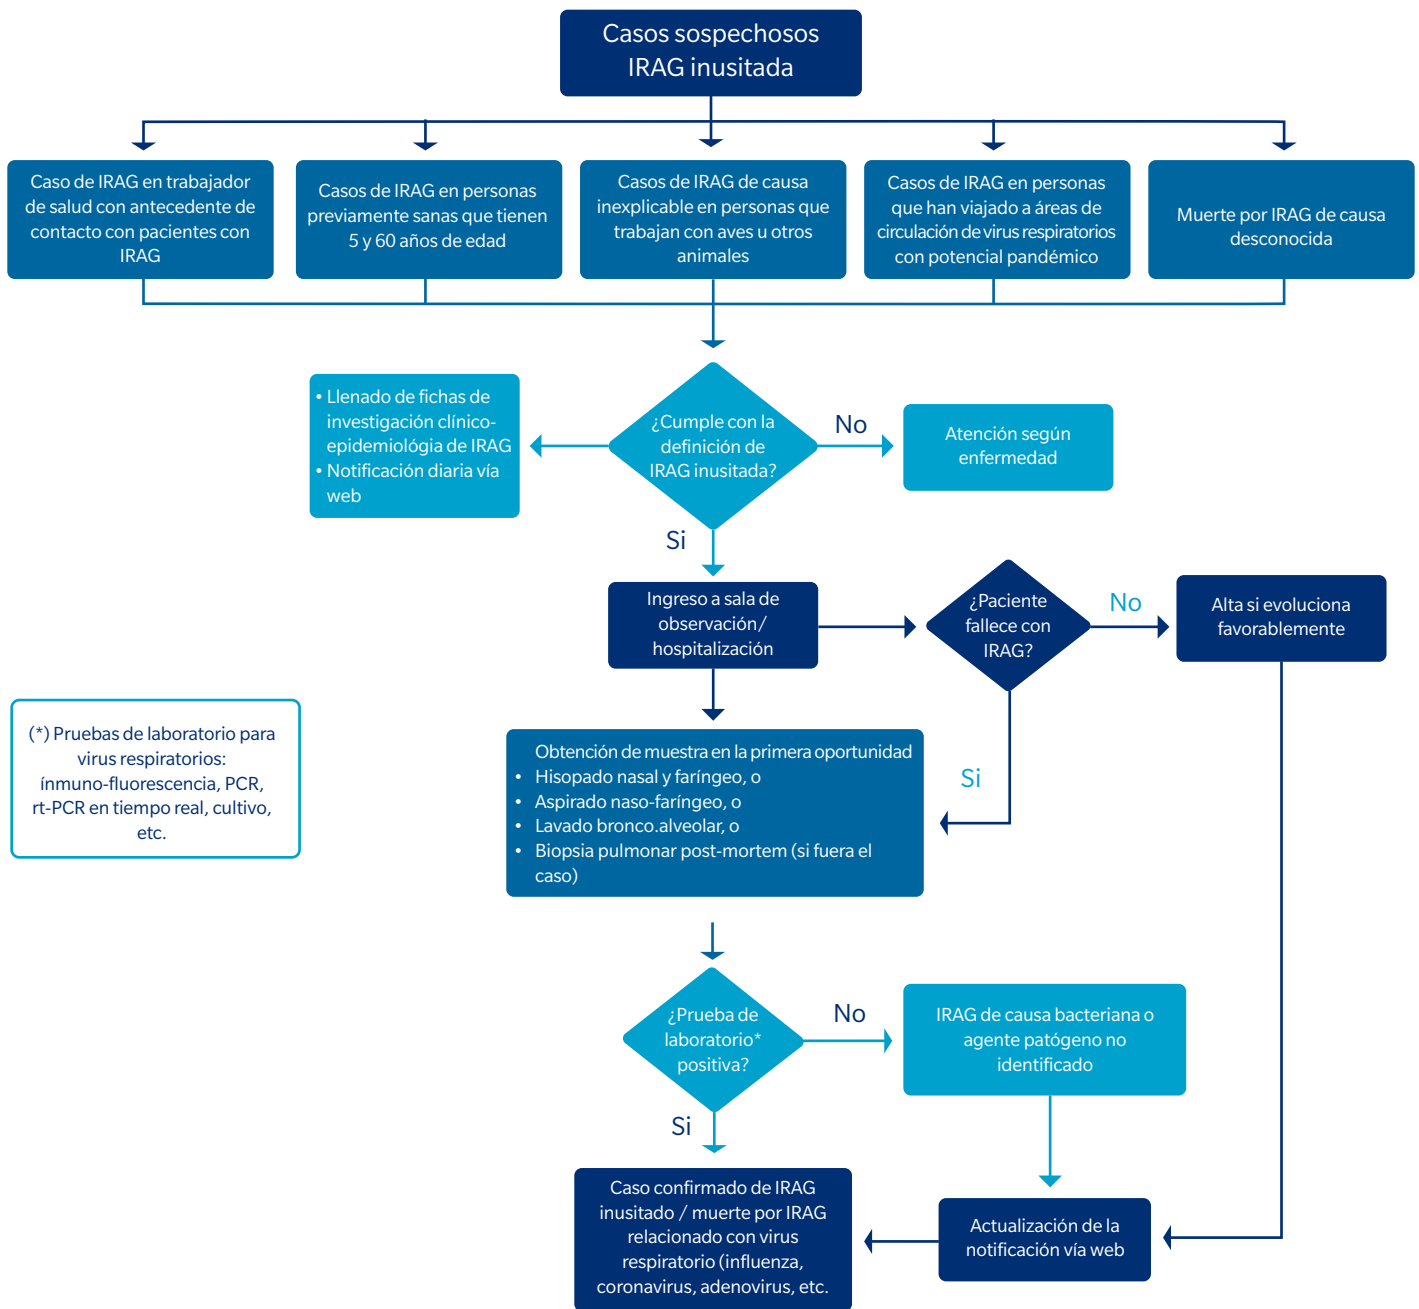 Casos sospechosos
IRAG inusitada
Caso de IRAG en trabajador
de salud con antecedente de
contacto con pacientes con
IRAG
Casos de IRAG en personas
previamente sanas que tienen
5 y 60 años de edad
Casos de IRAG de causa
inexplicable en personas que
trabajan con aves u otros
animales
Casos de IRAG en personas
que han viajado a áreas de
circulación de virus respiratorios
con potencial pandémico
Muerte por IRAG de causa
desconocida
• Llenado de fichas de
investigación clínico-
epidemiológia de IRAG
• Notificación diaria vía
web
¿Cumple con la
definición de
IRAG inusitada?
No
Atención según
enfermedad
Si
Ingreso a sala de
observación/
hospitalización
¿Paciente
fallece con
IRAG?
No
Alta si evoluciona
favorablemente
Si
(*) Pruebas de laboratorio para
virus respiratorios:
ínmuno-fluorescencia, PCR,
rt-PCR en tiempo real, cultivo,
etc.
Obtención de muestra en la primera oportunidad
• Hisopado nasal y faríngeo, o
• Aspirado naso-faríngeo, o
• Lavado bronco.alveolar, o
• Biopsia pulmonar post-mortem (si fuera el
caso)
¿Prueba de
laboratorio*
positiva?
No
IRAG de causa bacteriana o
agente patógeno no
identificado
Si
Caso confirmado de IRAG
inusitado / muerte por IRAG
relacionado con virus
respiratorio (influenza,
coronavirus, adenovirus, etc.
Actualización de la
notificación vía web